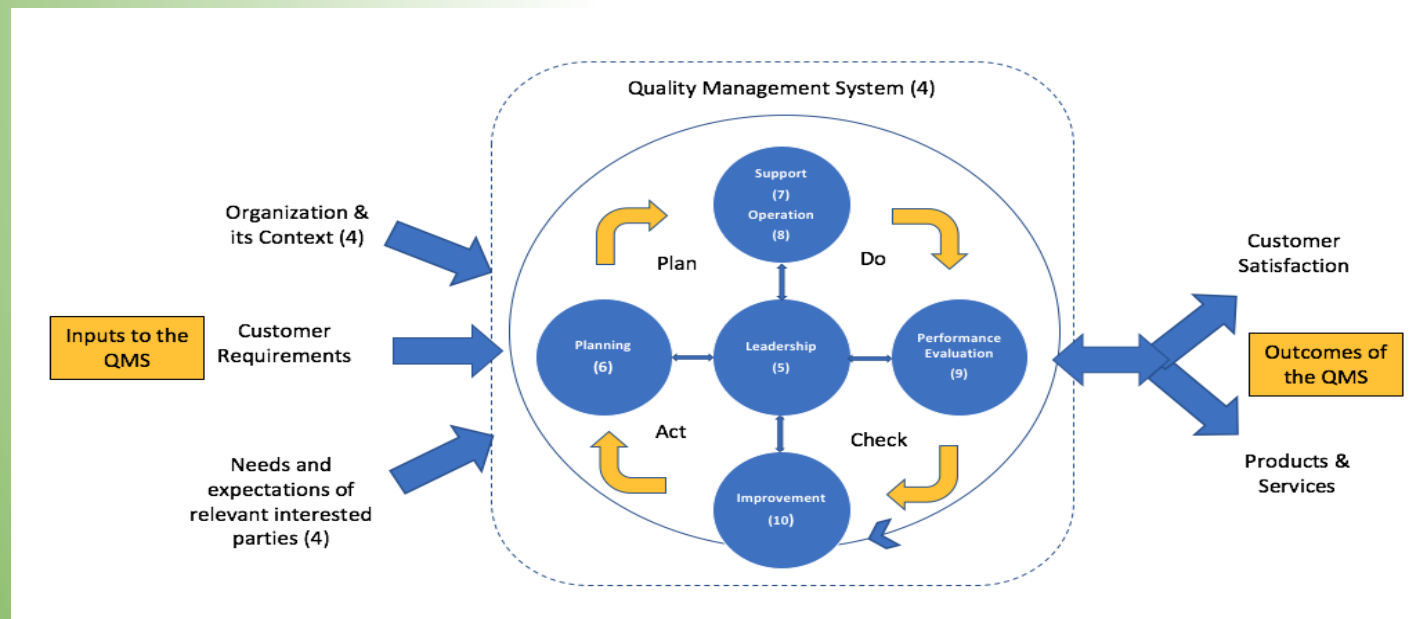 Quality Management System (4)
Organization &
its Context (4)
Inputs to the
QMS
Customer
Requirements
Needs and
expectations of
relevant interested
parties (4)
Support
(7)
Operation
(8)
Plan
Do
Planning
(6)
Leadership
(5)
Performance
Evaluation
(9)
Act
Check
Improvement
(10)
Customer
Satisfaction
Outcomes of
the QMS
Products &
Services